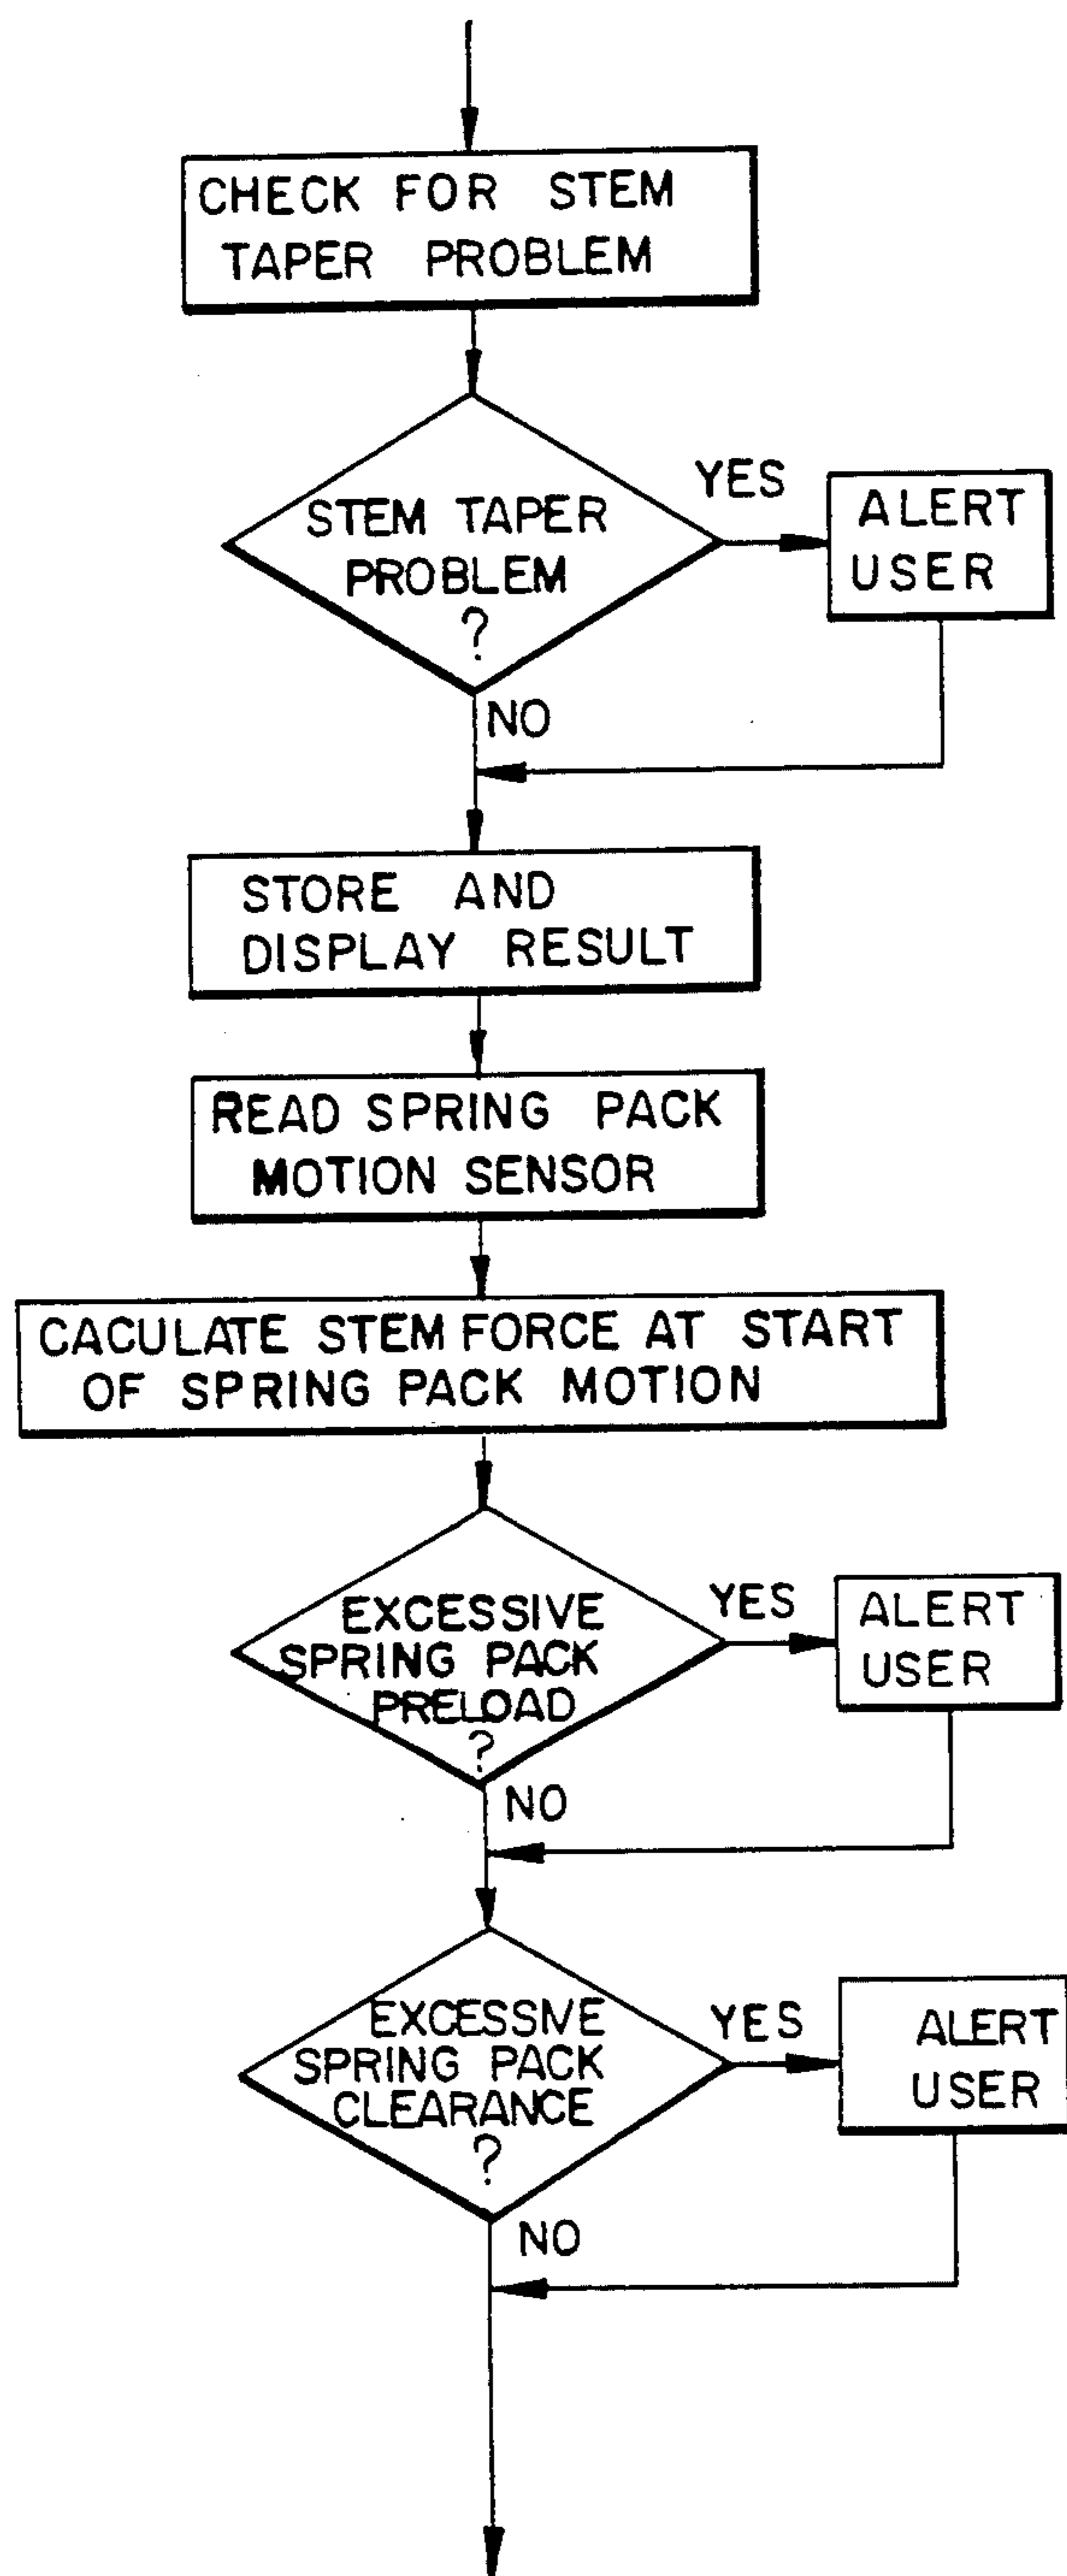 CHECK FOR STEM
TAPER PROBLEM
STEM TAPER
PROBLEM
?
YES
ALERT
USER
NO
STORE AND
DISPLAY RESULT
READ SPRING PACK
MOTION SENSOR
CACULATE STEM FORCE AT START
OF SPRING PACK MOTION
EXCESSIVE
SPRING PACK
PRELOAD
?
YES
ALERT
USER
NO
EXCESSIVE
SPRING PACK
CLEARANCE
?
YES
ALERT
USER
NO